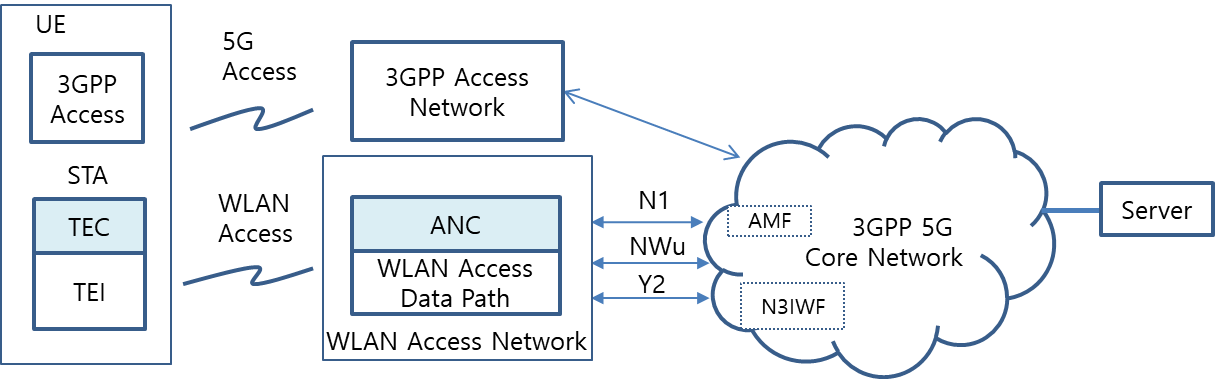 UE
3GPP
Access
STA
TEC
TEI
5G
Access
WLAN
Access
3GPP Access
Network
ANC
WLAN Access
Data Path
WLAN Access Network
N1
NWu
Y2
AMF
3GPP 5G
Core Network
N3IWF
Server